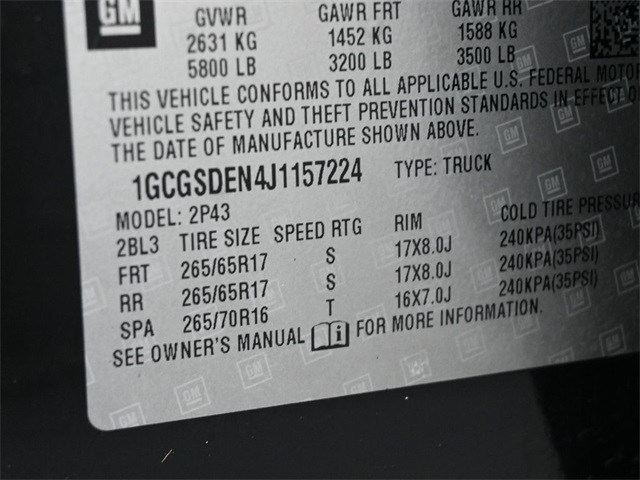 GM
GVWR GAWR FRT GAWR RR
2631 KG 1452 KG 1588 KG
5800 LB 3200 LB 3500 LB
THIS VEHICLE CONFORMS TO ALL APPLICABLE U.S. FEDERAL MOTOR
VEHICLE SAFETY AND THEFT PREVENTION STANDARDS IN EFFECT O
THE DATE OF MANUFACTURE SHOWN ABOVE.
1GCGSDEN4J1157224 TYPE: TRUCK
MODEL: 2P43
2BL3 TIRE SIZE SPEED RTG RIM COLD TIRE PRESSUR
FRT 265/65R17 S 17X8.0J 240KPA(35PSI)
RR 265/65R17 S 17X8.0J 240KPA(35PSI)
SPA 265/70R16 T 16X7.0J 240KPA(35PSI)
SEE OWNER'S MANUAL i FOR MORE INFORMATION.